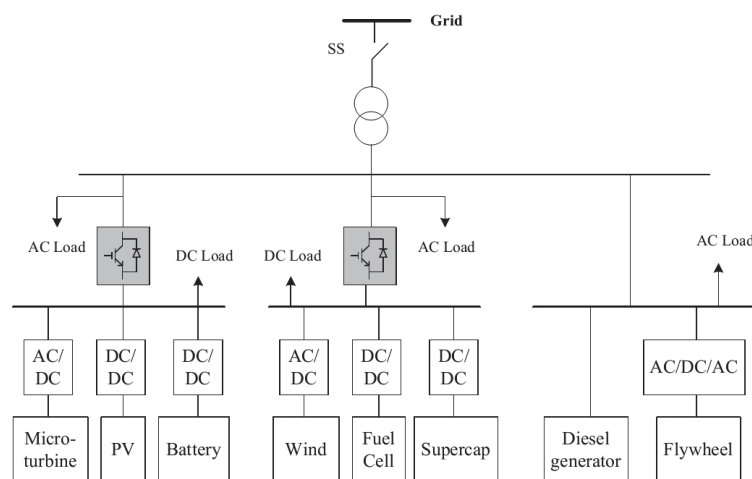 Grid
SS
AC Load
DC Load
DC Load
AC Load
AC Load
AC/
DC
DC/
DC
DC/
DC
AC/
DC
DC/
DC
DC/
DC
AC/DC/AC
Micro-
turbine
PV
Battery
Wind
Fuel
Cell
Supercap
Diesel
generator
Flywheel